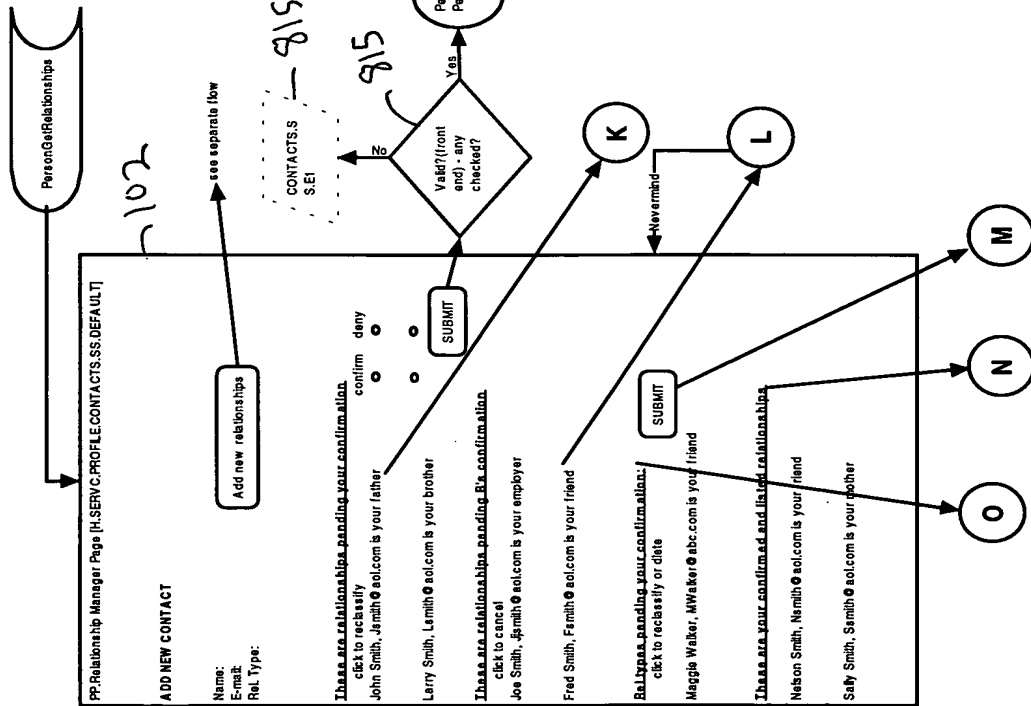 PersonGetRelationships
102
PP.Relationship Manager Page [H.SERVC.PROFILE.CONTACTS.SS.DEFAULT]
ADD NEW CONTACT
Name:
E-mail:
Rel. Type:
Add new relationships
see separate flow
These are relationships pending your confirmation
click to reclassify
confirm deny
John Smith, Jsmith@aol.com is your father
Larry Smith, Lsmith@aol.com is your brother
SUBMIT
CONTACTS.S
S.E1
819
815
No
Yes
Valid?(front
end) - any
checked?
Pe
Pe
These are relationships pending B's confirmation
click to cancel
Joe Smith, Jjsmith@aol.com is your employer
Fred Smith, Fsmith@aol.com is your friend
K
Nevermind
L
Rel types pending your confirmation:
click to reclassify or dlete
Maggie Walker, MWalker@abc.com is your friend
SUBMIT
These are your confirmed and listed relationships
Nelson Smith, Nsmith@aol.com is your friend
Sally Smith, Ssmith@aol.com is your mother
O
N
M